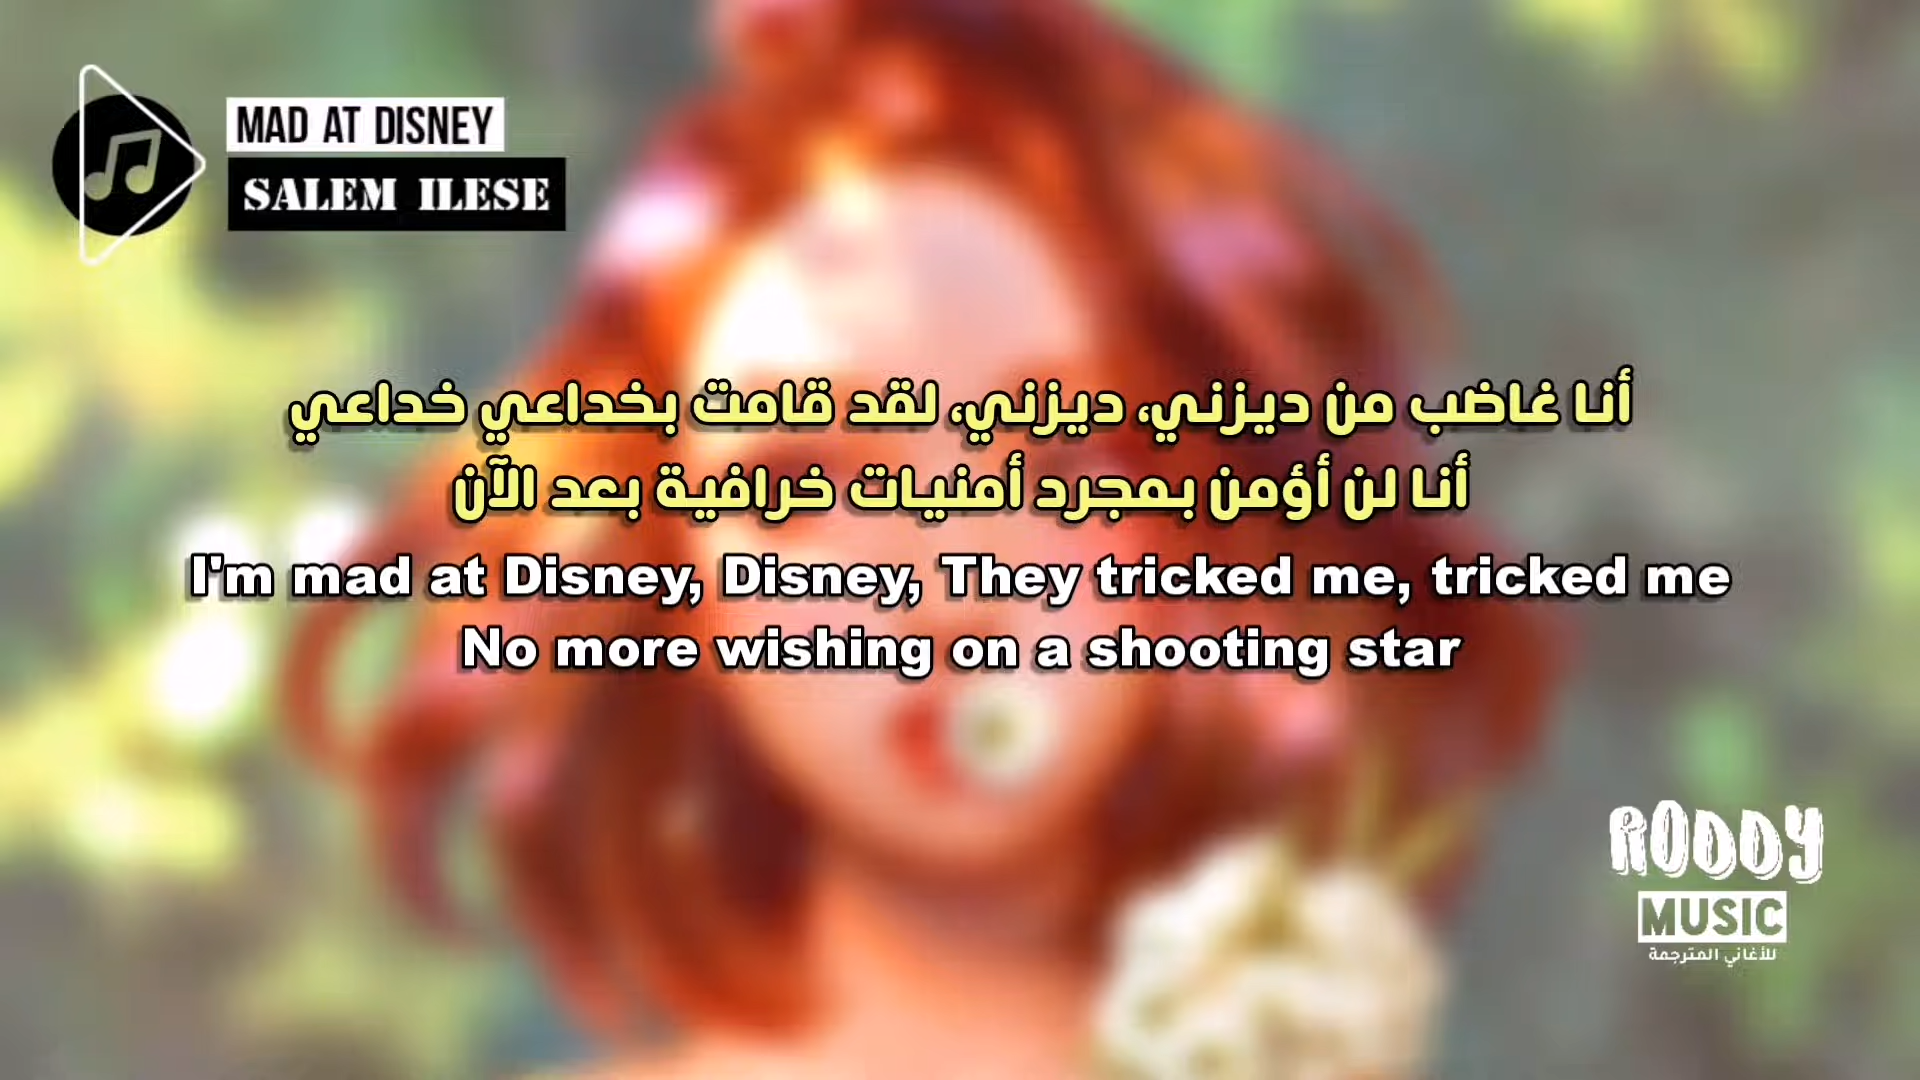 MAD AT DISNEY
SALEM ILESE
أنا غاضب من ديزني، ديزني، لقد قامت بخداعي خداعي
أنا لن أؤمن بمجرد أمنيات خرافية بعد الآن
I'm mad at Disney, Disney, They tricked me, tricked me
No more wishing on a shooting star
RODDY
MUSIC
للأغاني المترجمة